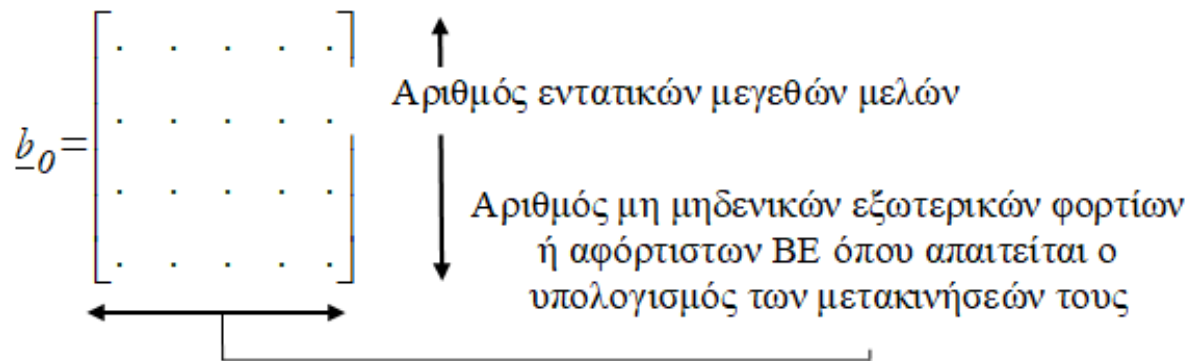 Αριθμός εντατικών μεγεθών μελών
b₀=
Αριθμός μη μηδενικών εξωτερικών φορτίων
ή αφόρτιστων ΒΕ όπου απαιτείται ο
υπολογισμός των μετακινήσεών τους